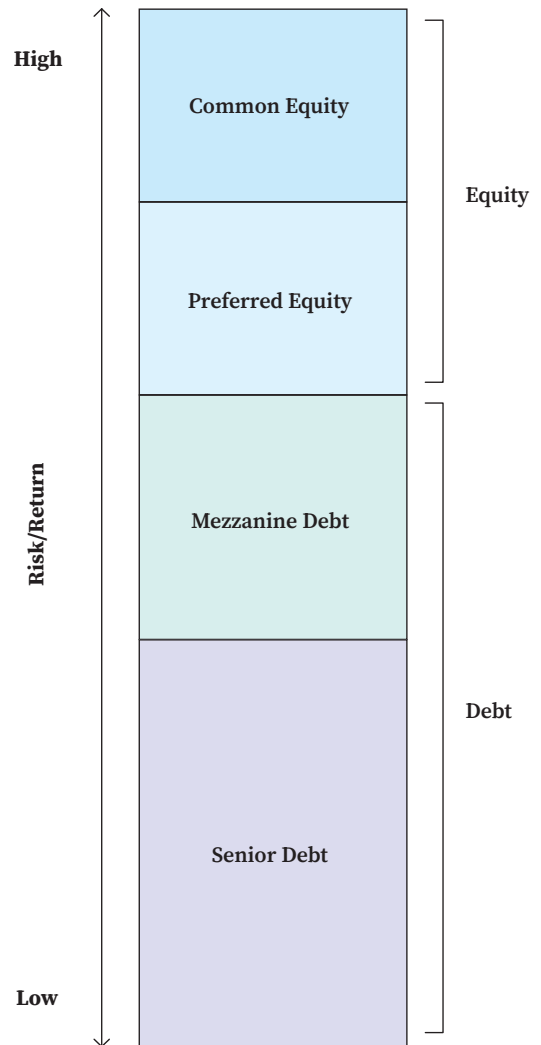 High
Common Equity
Equity
Preferred Equity
Risk/Return
Mezzanine Debt
Debt
Senior Debt
Low